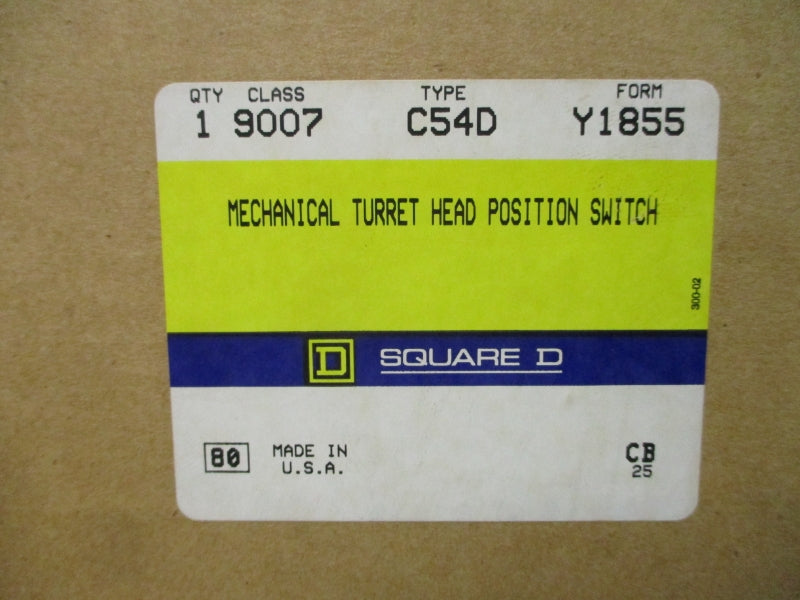 QTY CLASS TYPE FORM
1 9007 C54D Y1855
MECHANICAL TURRET HEAD POSITION SWITCH
300-02
D SQUARE D
80 MADE IN CB
U.S.A. 25